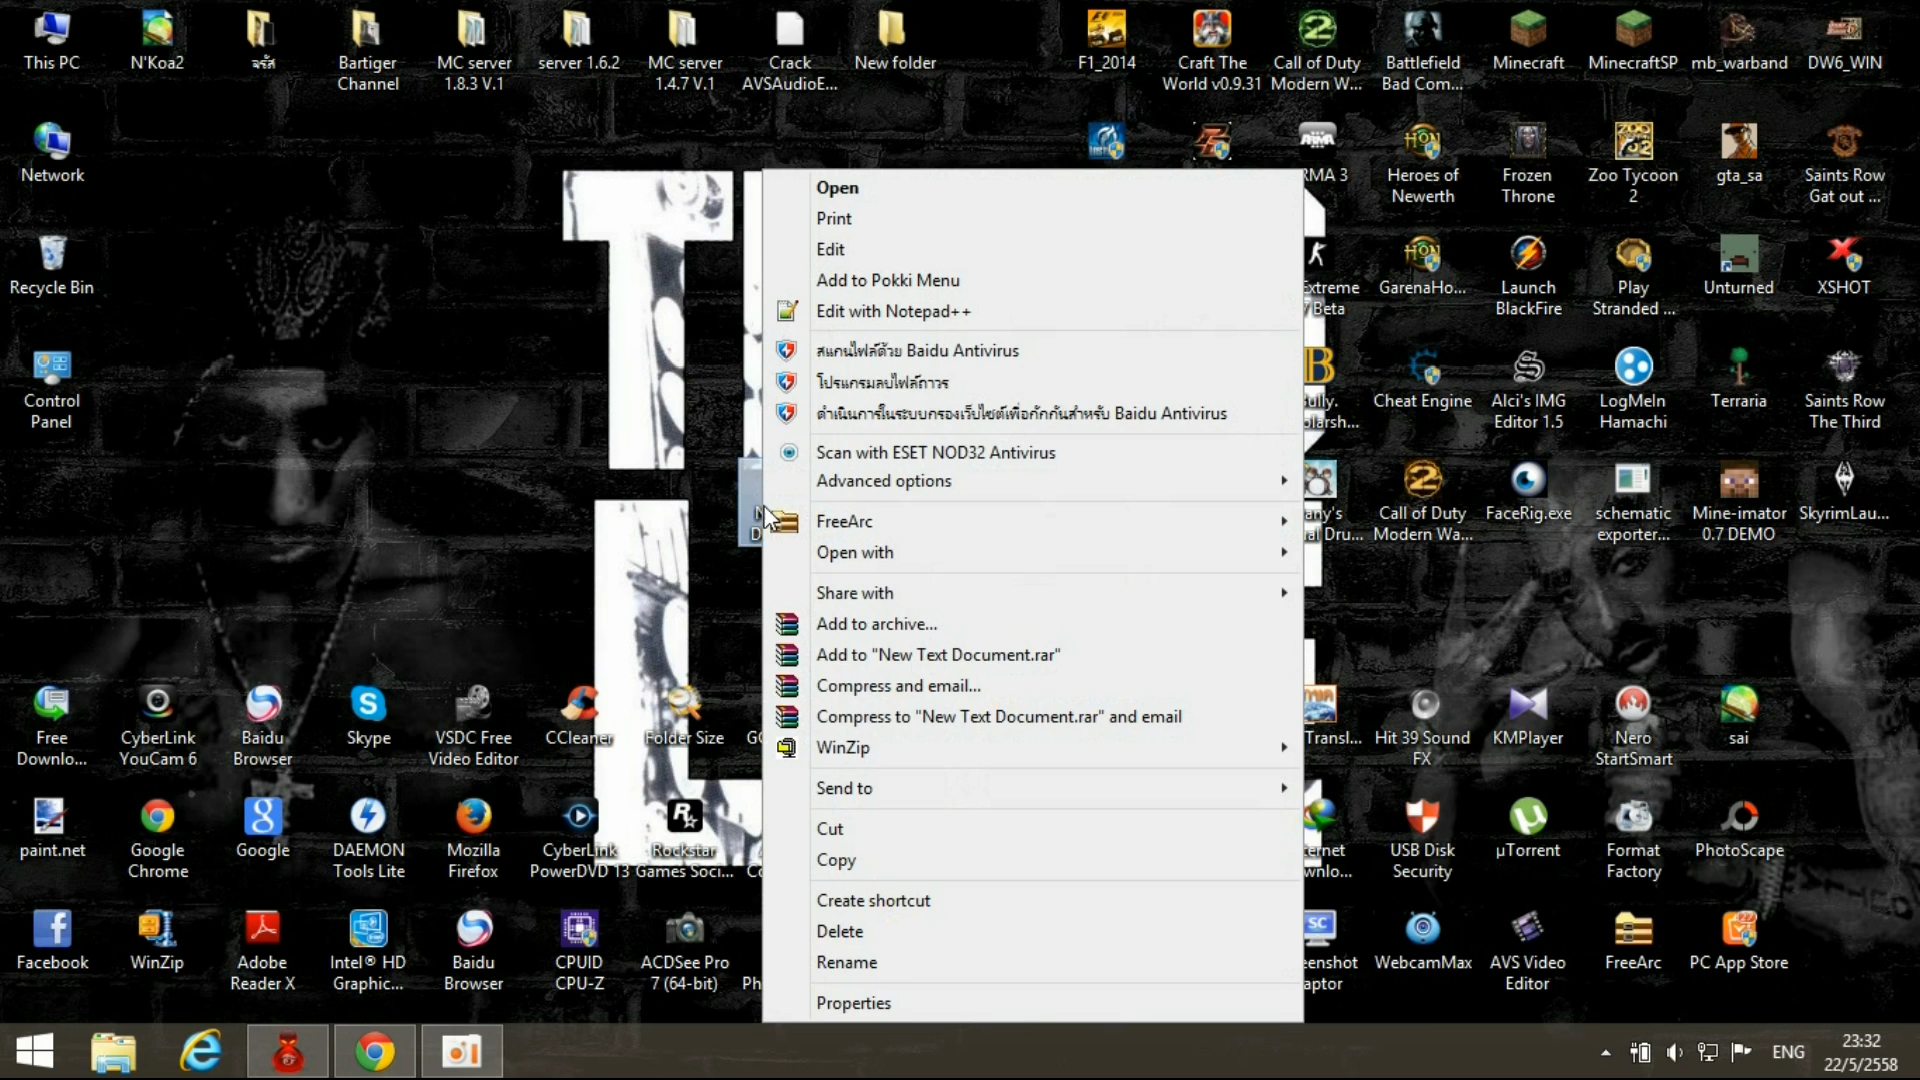 This PC
N'Koa2
จรัส
Bartiger
Channel
MC server
1.8.3 V.1
server 1.6.2
MC server
1.4.7 V.1
Crack
AVSAudioE...
New folder
F1_2014
Craft The
World v0.9.31
Call of Duty
Modern W...
Battlefield
Bad Com...
Minecraft
MinecraftSP
mb_warband
DW6_WIN
Network
RMA 3
Heroes of
Newerth
Frozen
Throne
Zoo Tycoon
2
gta_sa
Saints Row
Gat out ...
Recycle Bin
Extreme
7 Beta
GarenaHo...
Launch
BlackFire
Play
Stranded ...
Unturned
XSHOT
Control
Panel
ully.
olarsh...
Cheat Engine
Alci's IMG
Editor 1.5
LogMeIn
Hamachi
Terraria
Saints Row
The Third
any's
al Dru...
Call of Duty
Modern Wa...
FaceRig.exe
schematic
exporter...
Mine-imator
0.7 DEMO
SkyrimLau...
Open
Print
Edit
Add to Pokki Menu
Edit with Notepad++
สแกนไฟล์ด้วย Baidu Antivirus
โปรแกรมลบไฟล์ถาวร
ดำเนินการในระบบกรองเว็บไซต์เพื่อกักกันสำหรับ Baidu Antivirus
Scan with ESET NOD32 Antivirus
Advanced options
FreeArc
Open with
Share with
Add to archive...
Add to "New Text Document.rar"
Compress and email...
Compress to "New Text Document.rar" and email
WinZip
Send to
Cut
Copy
Create shortcut
Delete
Rename
Properties
Free
Downlo...
CyberLink
YouCam 6
Baidu
Browser
Skype
VSDC Free
Video Editor
CCleaner
Folder Size
Transl...
Hit 39 Sound
FX
KMPlayer
Nero
StartSmart
sai
paint.net
Google
Chrome
Google
DAEMON
Tools Lite
Mozilla
Firefox
CyberLink
PowerDVD 13
Rockstar
Games Soci...
ernet
wnlo...
USB Disk
Security
µTorrent
Format
Factory
PhotoScape
Facebook
WinZip
Adobe
Reader X
Intel® HD
Graphic...
Baidu
Browser
CPUID
CPU-Z
ACDSee Pro
7 (64-bit)
Ph
eenshot
aptor
WebcamMax
AVS Video
Editor
FreeArc
PC App Store
ENG
23:32
22/5/2558